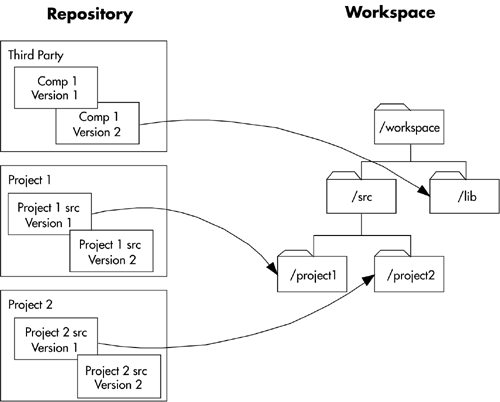 Repository
Workspace
Third Party
Comp 1
Version 1
Comp 1
Version 2
Project 1
Project 1 src
Version 1
Project 1 src
Version 2
Project 2
Project 2 src
Version 1
Project 2 src
Version 2
/workspace
/src
/lib
/project1
/project2